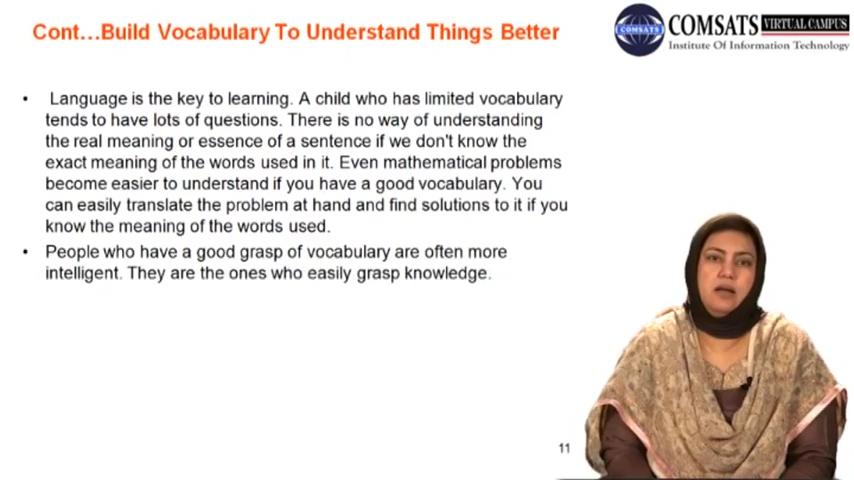 Cont…Build Vocabulary To Understand Things Better
COMSATS
COMSATS VIRTUAL CAMPUS
Institute Of Information Technology
• Language is the key to learning. A child who has limited vocabulary
tends to have lots of questions. There is no way of understanding
the real meaning or essence of a sentence if we don't know the
exact meaning of the words used in it. Even mathematical problems
become easier to understand if you have a good vocabulary. You
can easily translate the problem at hand and find solutions to it if you
know the meaning of the words used.
• People who have a good grasp of vocabulary are often more
intelligent. They are the ones who easily grasp knowledge.
11